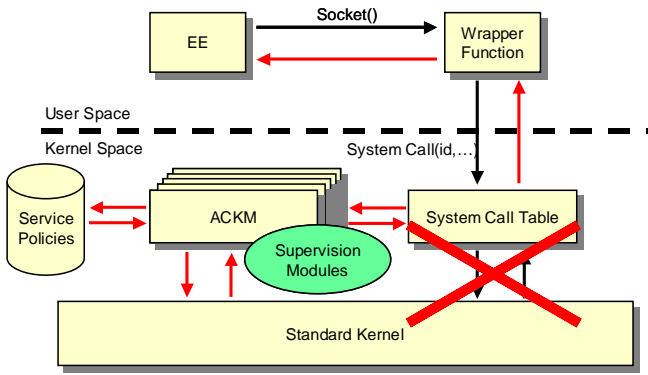 Socket()
EE
Wrapper
Function
User Space
Kernel Space
System Call(id,...)
Service
Policies
ACKM
System Call Table
Supervision
Modules
Standard Kernel